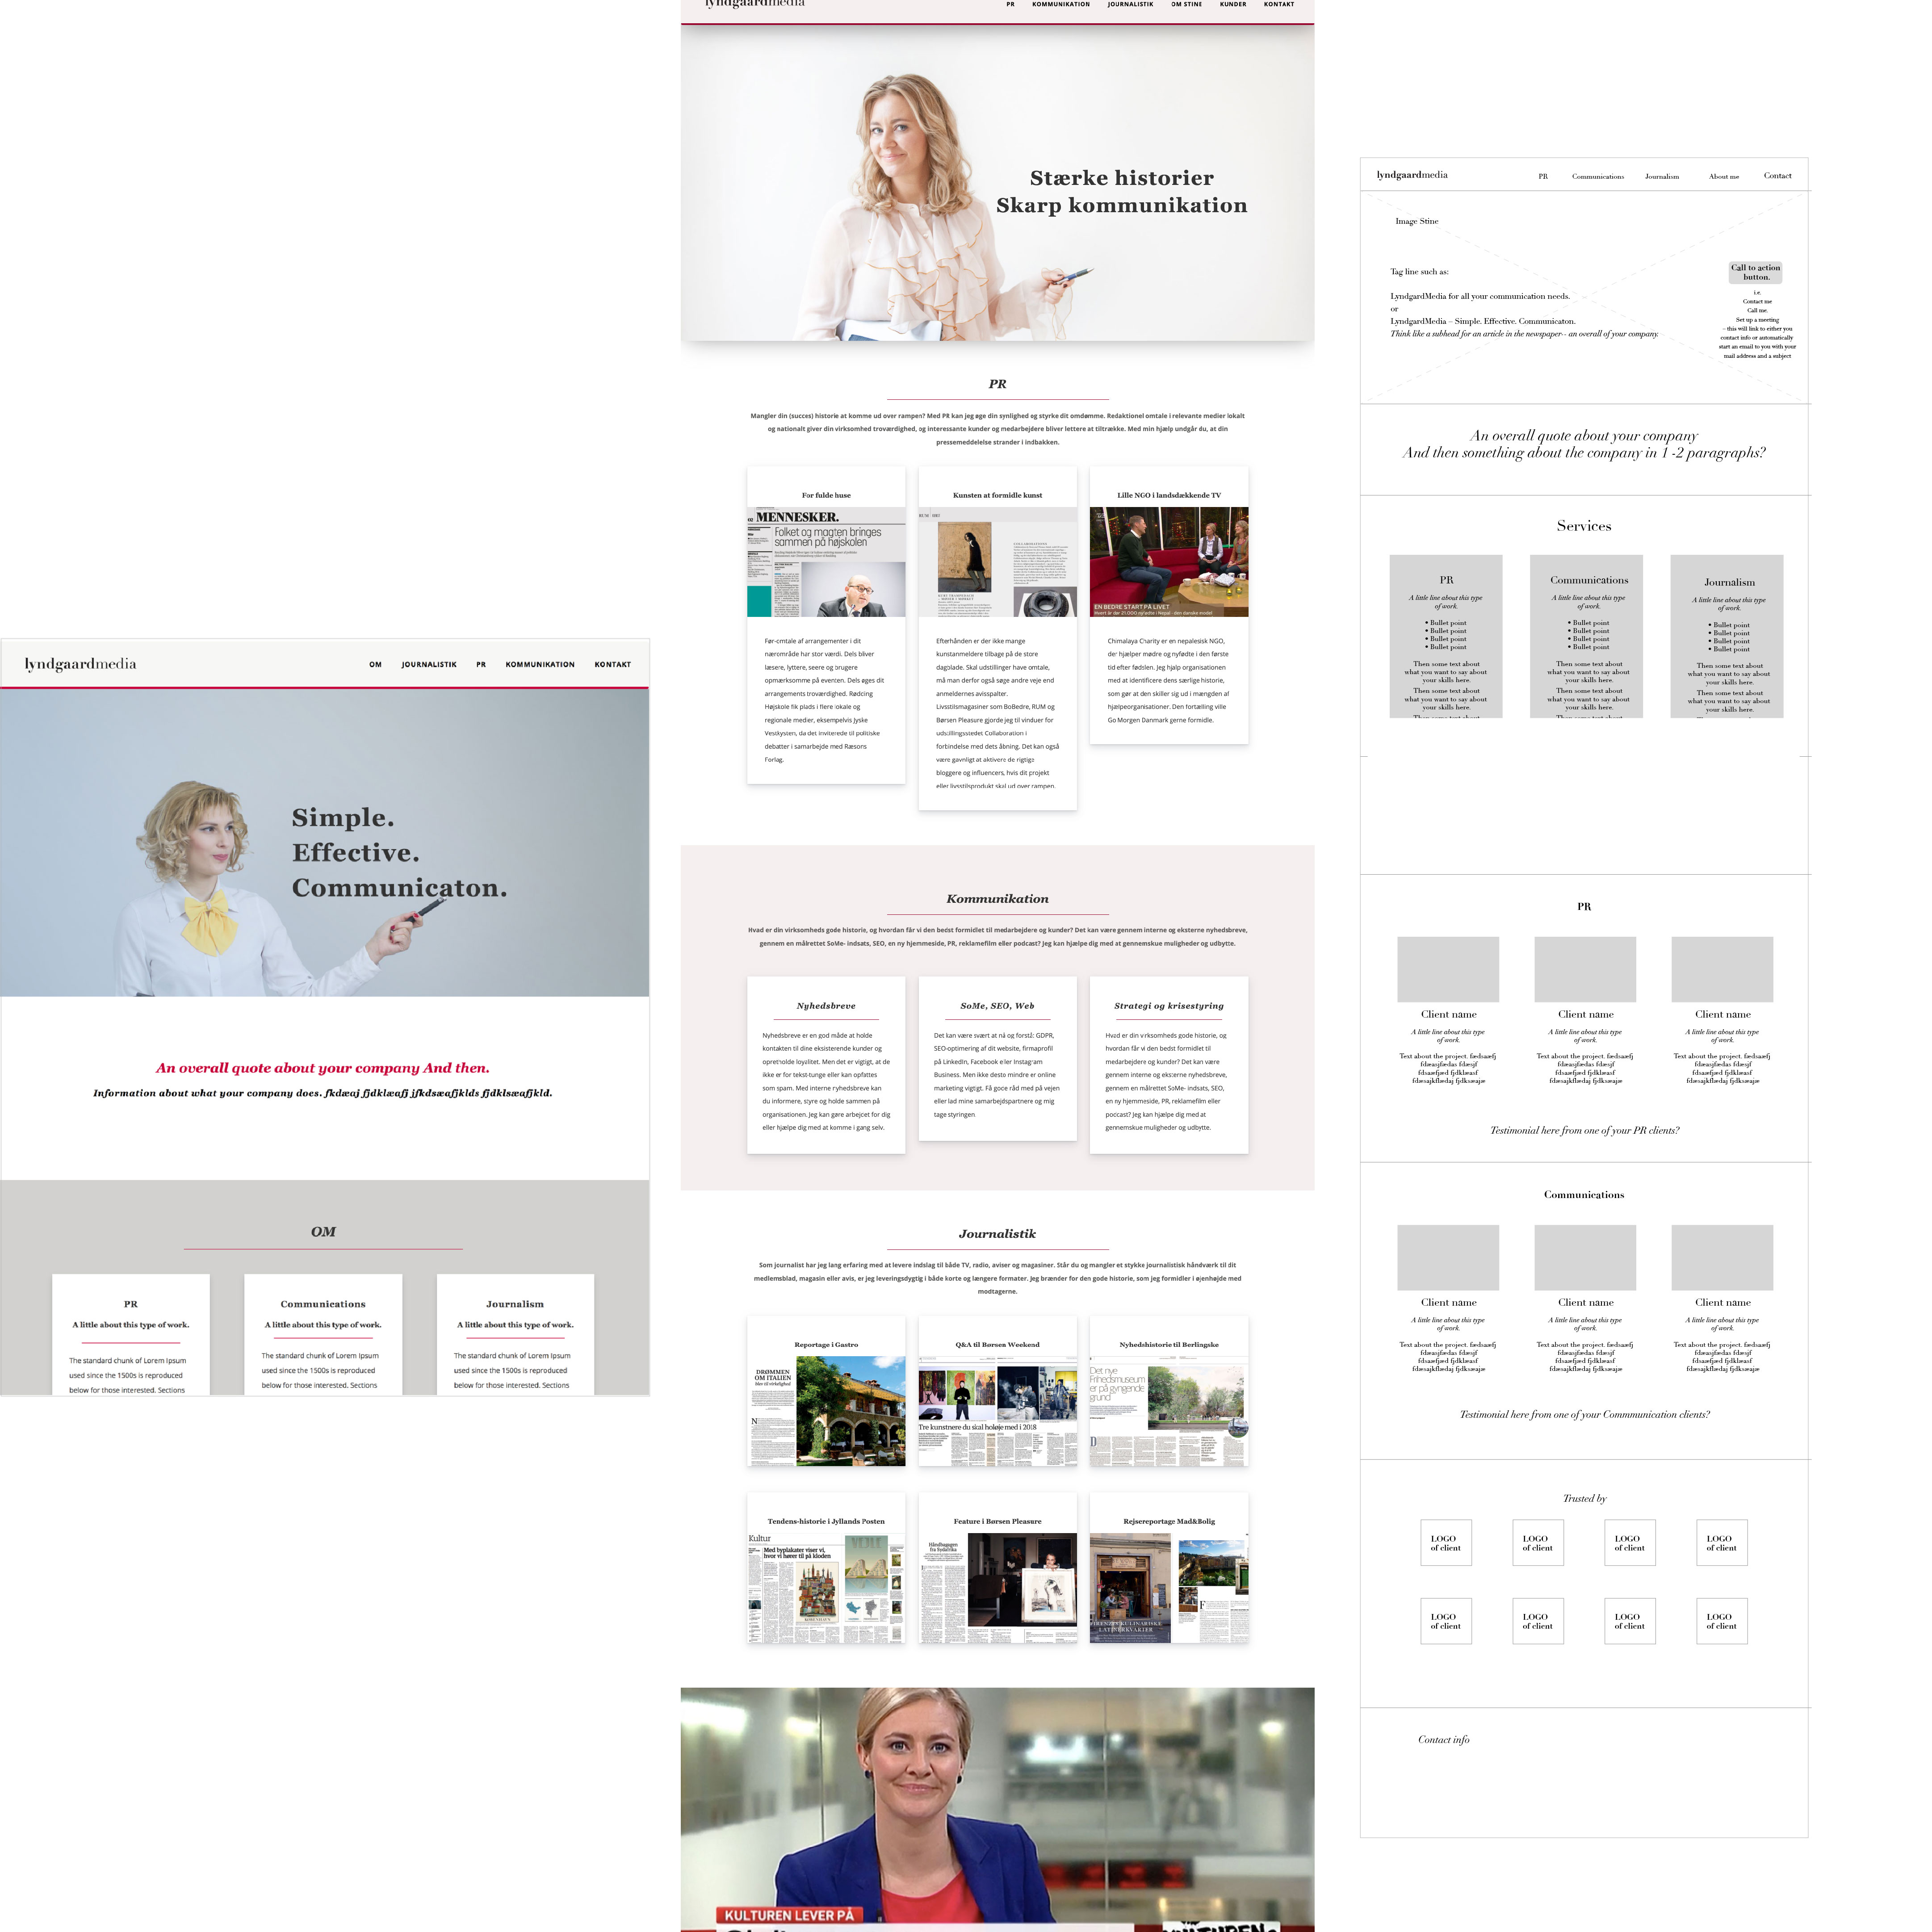 lyndgaardmedia
OM JOURNALISTIK PR KOMMUNIKATION KONTAKT
Simple.
Effective.
Communicaton.
An overall quote about your company And then.
Information about what your company does. fkdæaj fjdklæafj jfkdsæafjklds fjdklsæafjkld.
OM
PR
A little about this type of work.
The standard chunk of Lorem Ipsum
used since the 1500s is reproduced
below for those interested. Sections
Communications
A little about this type of work.
The standard chunk of Lorem Ipsum
used since the 1500s is reproduced
below for those interested. Sections
Journalism
A little about this type of work.
The standard chunk of Lorem Ipsum
used since the 1500s is reproduced
below for those interested. Sections
lyndgaardmedia
PR KOMMUNIKATION JOURNALISTIK OM STINE KUNDER KONTAKT
Stærke historier
Skarp kommunikation
PR
Mangler din (succes) historie at komme ud over rampen? Med PR kan jeg øge din synlighed og styrke dit omdømme. Redaktionel omtale i relevante medier lokalt
og nationalt giver din virksomhed troværdighed, og interessante kunder og medarbejdere bliver lettere at tiltrække. Med min hjælp undgår du, at din
pressemeddelelse strander i indbakken.
For fulde huse
MENNESKER.
Folket og magten bringes
sammen på højskolen
Før-omtale af arrangementer i dit
nærområde har stor værdi. Dels bliver
læsere, lyttere, seere og brugere
opmærksomme på eventen. Dels øges dit
arrangements troværdighed. Rødding
Højskole fik plads i flere lokale og
regionale medier, eksempelvis Jyske
Vestkysten, da det inviterede til politiske
debatter i samarbejde med Ræsons
Forlag.
Kunsten at formidle kunst
Efterhånden er der ikke mange
kunstanmeldere tilbage på de store
dagblade. Skal udstillinger have omtale,
må man derfor også søge andre veje end
anmeldernes avisspalter.
Livsstilsmagasiner som BoBedre, RUM og
Børsen Pleasure gjorde jeg til vinduer for
udstillingsstedet Collaboration i
forbindelse med dets åbning. Det kan også
være gavnligt at aktivere de rigtige
bloggere og influencers, hvis dit projekt
eller livsstilsprodukt skal ud over rampen.
Lille NGO i landsdækkende TV
EN BEDRE START PÅ LIVET
Chimalaya Charity er en nepalesisk NGO,
der hjælper mødre og nyfødte i den første
tid efter fødslen. Jeg hjalp organisationen
med at identificere dens særlige historie,
som gør at den skiller sig ud i mængden af
hjælpeorganisationer. Den fortælling ville
Go Morgen Danmark gerne formidle.
Kommunikation
Hvad er din virksomheds gode historie, og hvordan får vi den bedst formidlet til medarbejdere og kunder? Det kan være gennem interne og eksterne nyhedsbreve,
gennem en målrettet SoMe- indsats, SEO, en ny hjemmeside, PR, reklamefilm eller podcast? Jeg kan hjælpe dig med at gennemskue muligheder og udbytte.
Nyhedsbreve
Nyhedsbreve er en god måde at holde
kontakten til dine eksisterende kunder og
opretholde loyalitet. Men det er vigtigt, at de
ikke er for tekst-tunge eller kan opfattes
som spam. Med interne nyhedsbreve kan
du informere, styre og holde sammen på
organisationen. Jeg kan gøre arbejdet for dig
eller hjælpe dig med at komme i gang selv.
SoMe, SEO, Web
Det kan være svært at nå og forstå: GDPR,
SEO-optimering af dit website, firmaprofil
på LinkedIn, Facebook eller Instagram
Business. Men ikke desto mindre er online
marketing vigtigt. Få gode råd med på vejen
eller lad mine samarbejdspartnere og mig
tage styringen
Strategi og krisestyring
Hvad er din virksomheds gode historie, og
hvordan får vi den bedst formidlet til
medarbejdere og kunder? Det kan være
gennem interne og eksterne nyhedsbreve,
gennem en målrettet SoMe- indsats, SEO,
en ny hjemmeside, PR, reklamefilm eller
podcast? Jeg kan hjælpe dig med at
gennemskue muligheder og udbytte.
Journalistik
Som journalist har jeg lang erfaring med at levere indslag til både TV, radio, aviser og magasiner. Står du og mangler et stykke journalistisk håndværk til dit
medlemsblad, magasin eller avis, er jeg leveringsdygtig i både korte og længere formater. Jeg brænder for den gode historie, som jeg formidler i øjenhøjde med
modtagerne.
Reportage i Gastro
DRØMMEN
OM ITALIEN
blev til virkelighed
Q&A til Børsen Weekend
Tre kunstnere du skal holde øje med i 2018
Nyhedshistorie til Berlingske
Det nye
Frihedsmuseum
er på gyngende
grund
Tendens-historie i Jyllands Posten
Kultur
Med byplakater viser vi,
hvor vi hører til på kloden
Feature i Børsen Pleasure
Håndbagagen
fra Sydafrika
Rejsereportage Mad&Bolig
FIRENZES KULINARISKE
LATINERKVARTER
KULTUREN LEVER PÅ
lyndgaardmedia
PR Communications Journalism About me Contact
Image Stine
Tag line such as:
LyndgardMedia for all your communication needs.
or
LyndgardMedia – Simple. Effective. Communicaton.
Think like a subhead for an article in the newspaper-- an overall of your company.
Call to action
button.
i.e.
Contact me
Call me.
Set up a meeting
– this will link to either you
contact info or automatically
start an email to you with your
mail address and a subject
An overall quote about your company
And then something about the company in 1 -2 paragraphs?
Services
PR
A little line about this type
of work.
• Bullet point
• Bullet point
• Bullet point
• Bullet point
Then some text about
what you want to say about
your skills here.
Then some text about
what you want to say about
your skills here.
Then some text about
Communications
A little line about this type
of work.
• Bullet point
• Bullet point
• Bullet point
• Bullet point
Then some text about
what you want to say about
your skills here.
Then some text about
what you want to say about
your skills here.
Then some text about
Journalism
A little line about this type
of work.
• Bullet point
• Bullet point
• Bullet point
• Bullet point
Then some text about
what you want to say about
your skills here.
Then some text about
what you want to say about
your skills here.
PR
Client name
A little line about this type
of work.
Text about the project. fædsaæfj
fdæasjfædas fdæsjf
fdsaæfjæd fjdklæasf
fdæsajkflædaj fjdksæajæ
Client name
A little line about this type
of work.
Text about the project. fædsaæfj
fdæasjfædas fdæsjf
fdsaæfjæd fjdklæasf
fdæsajkflædaj fjdksæajæ
Client name
A little line about this type
of work.
Text about the project. fædsaæfj
fdæasjfædas fdæsjf
fdsaæfjæd fjdklæasf
fdæsajkflædaj fjdksæajæ
Testimonial here from one of your PR clients?
Communications
Client name
A little line about this type
of work.
Text about the project. fædsaæfj
fdæasjfædas fdæsjf
fdsaæfjæd fjdklæasf
fdæsajkflædaj fjdksæajæ
Client name
A little line about this type
of work.
Text about the project. fædsaæfj
fdæasjfædas fdæsjf
fdsaæfjæd fjdklæasf
fdæsajkflædaj fjdksæajæ
Client name
A little line about this type
of work.
Text about the project. fædsaæfj
fdæasjfædas fdæsjf
fdsaæfjæd fjdklæasf
fdæsajkflædaj fjdksæajæ
Testimonial here from one of your Commmunication clients?
Trusted by
LOGO
of client
LOGO
of client
LOGO
of client
LOGO
of client
LOGO
of client
LOGO
of client
LOGO
of client
LOGO
of client
Contact info